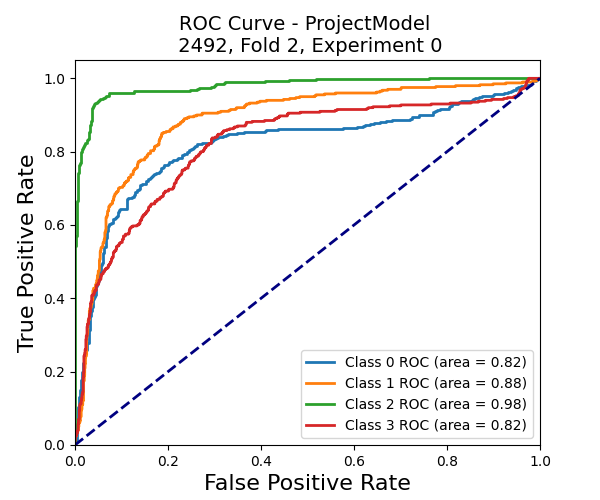 ROC Curve - ProjectModel
2492, Fold 2, Experiment 0
True Positive Rate
1.0
0.8
0.6
0.4
0.2
0.0
0.0 0.2 0.4 0.6 0.8 1.0
False Positive Rate
Class 0 ROC (area = 0.82)
Class 1 ROC (area = 0.88)
Class 2 ROC (area = 0.98)
Class 3 ROC (area = 0.82)